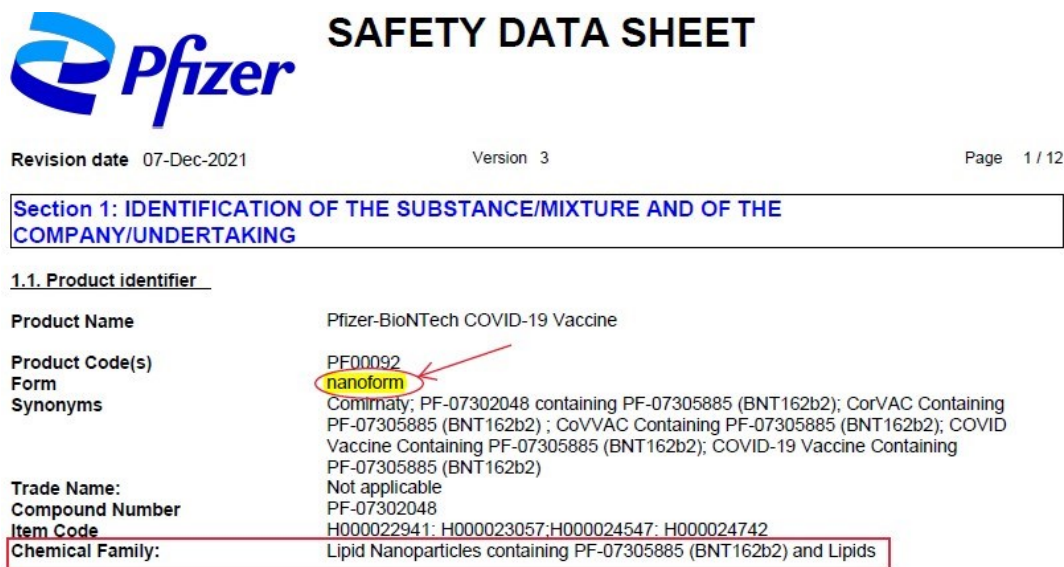 Pfizer
SAFETY DATA SHEET
Revision date 07-Dec-2021 Version 3 Page 1 / 12
Section 1: IDENTIFICATION OF THE SUBSTANCE/MIXTURE AND OF THE
COMPANY/UNDERTAKING
1.1. Product identifier
Product Name Pfizer-BioNTech COVID-19 Vaccine
Product Code(s) PF00092
Form nanoform
Synonyms Comirnaty; PF-07302048 containing PF-07305885 (BNT162b2); CorVAC Containing
PF-07305885 (BNT162b2) ; CoVVAC Containing PF-07305885 (BNT162b2); COVID
Vaccine Containing PF-07305885 (BNT162b2); COVID-19 Vaccine Containing
PF-07305885 (BNT162b2)
Trade Name: Not applicable
Compound Number PF-07302048
Item Code H000022941: H000023057;H000024547: H000024742
Chemical Family: Lipid Nanoparticles containing PF-07305885 (BNT162b2) and Lipids